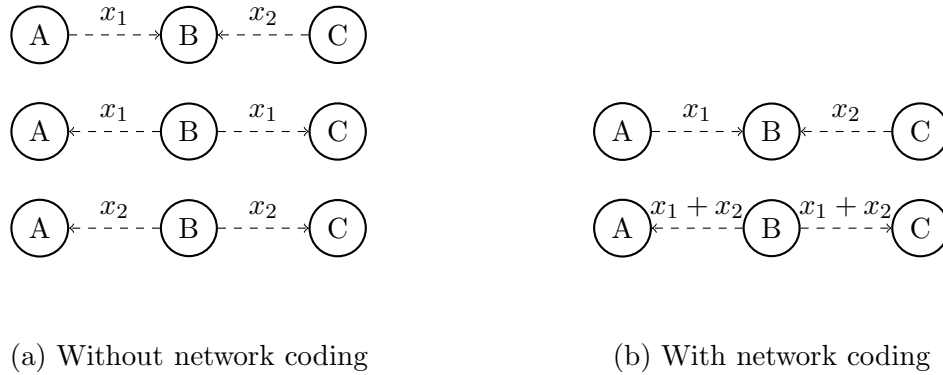 x₁ x₂
A B C
x₁ x₁
A B C
x₂ x₂
A B C
(a) Without network coding
x₁ x₂
A B C
x₁ + x₂ x₁ + x₂
A B C
(b) With network coding